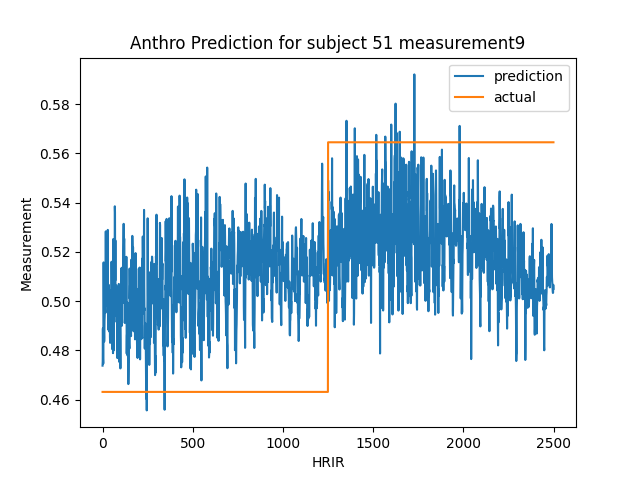 Anthro Prediction for subject 51 measurement9
prediction
actual
0.58
0.56
0.54
0.52
0.50
0.48
0.46
Measurement
0
500
1000
1500
2000
2500
HRIR